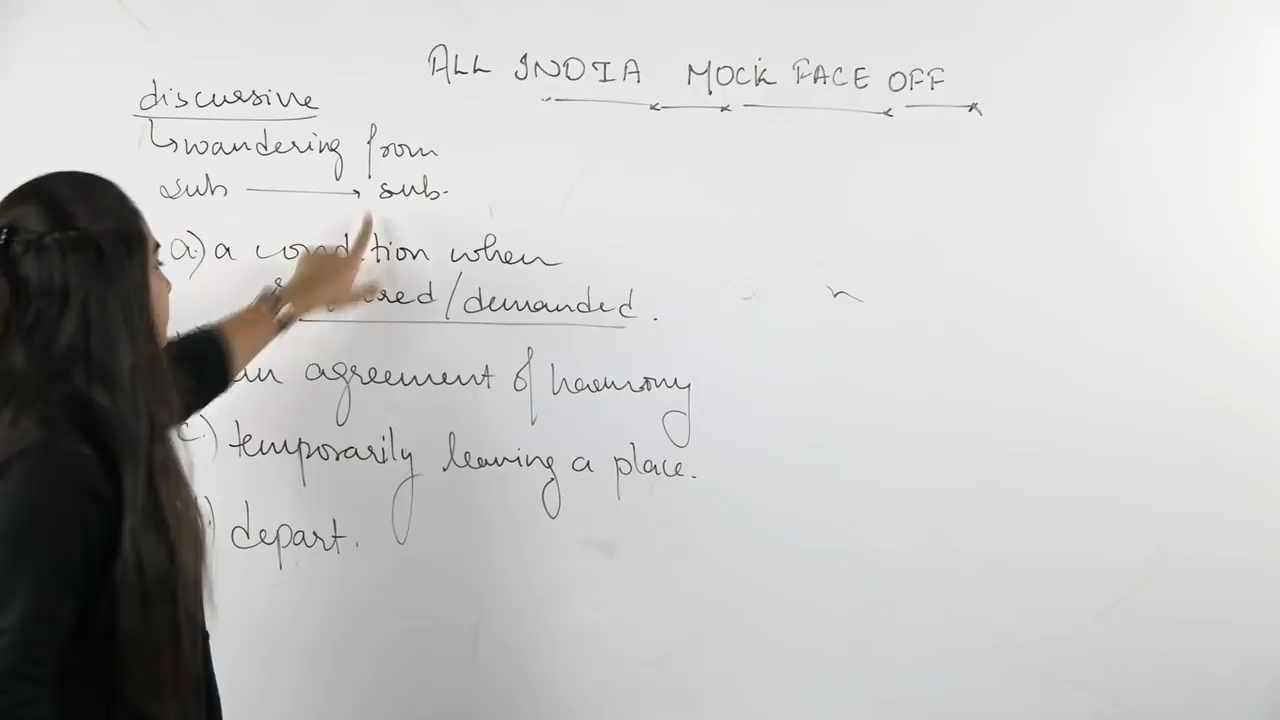 ALL INDIA MOCK FACE OFF
discursive
↳wandering from
sub ⟶ sub.
a.) a condition when
/demanded.
an agreement of harmony
c.) temporarily leaving a place.
depart.